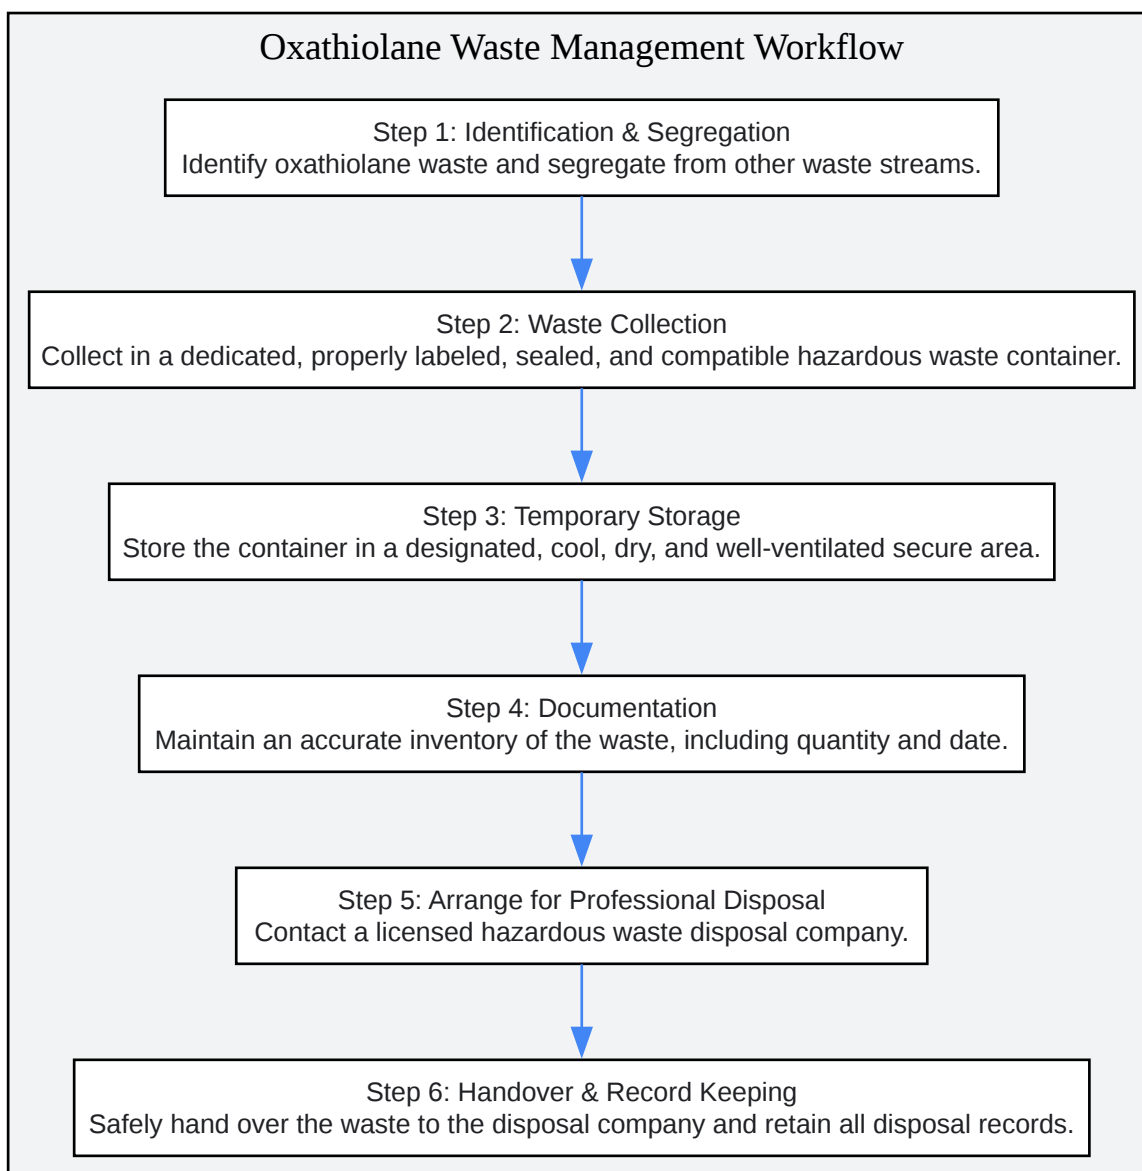 Oxathiolane Waste Management Workflow
Step 1: Identification & Segregation
Identify oxathiolane waste and segregate from other waste streams.
Step 2: Waste Collection
Collect in a dedicated, properly labeled, sealed, and compatible hazardous waste container.
Step 3: Temporary Storage
Store the container in a designated, cool, dry, and well-ventilated secure area.
Step 4: Documentation
Maintain an accurate inventory of the waste, including quantity and date.
Step 5: Arrange for Professional Disposal
Contact a licensed hazardous waste disposal company.
Step 6: Handover & Record Keeping
Safely hand over the waste to the disposal company and retain all disposal records.